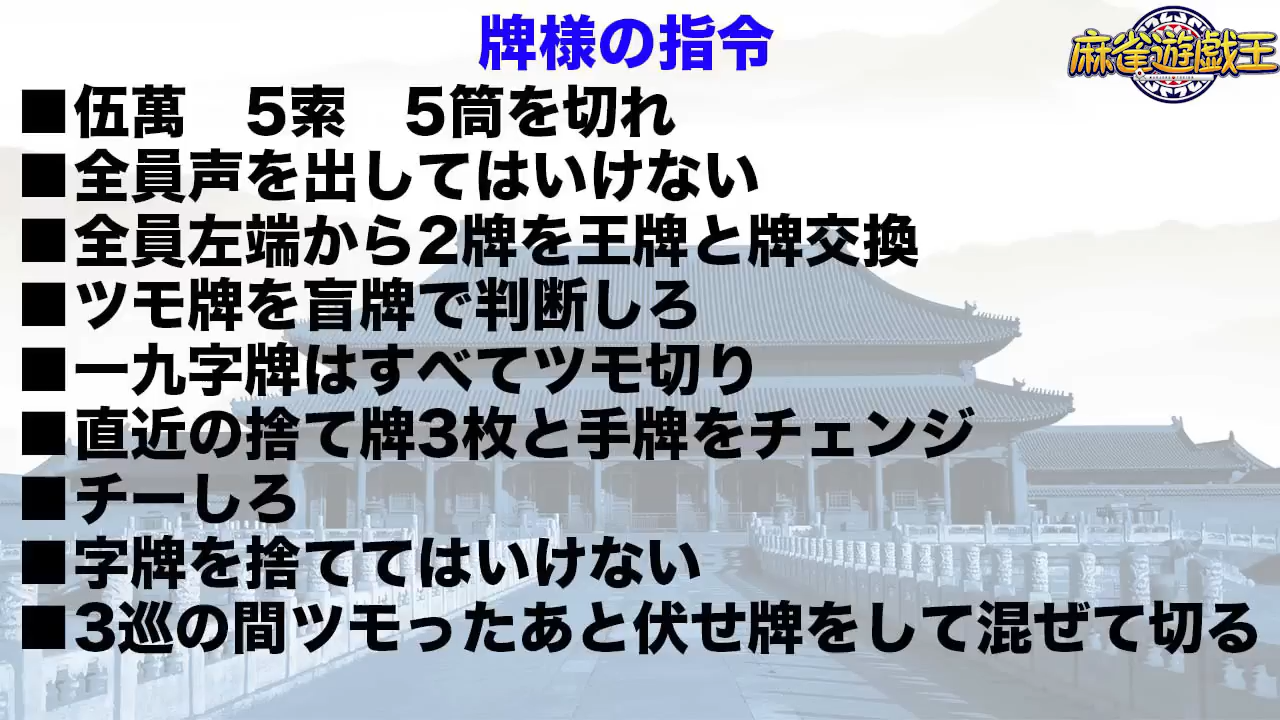 牌様の指令
麻雀遊戯王
■伍萬　5索　5筒を切れ
■全員声を出してはいけない
■全員左端から2牌を王牌と牌交換
■ツモ牌を盲牌で判断しろ
■一九字牌はすべてツモ切り
■直近の捨て牌3枚と手牌をチェンジ
■チーしろ
■字牌を捨ててはいけない
■3巡の間ツモったあと伏せ牌をして混ぜて切る